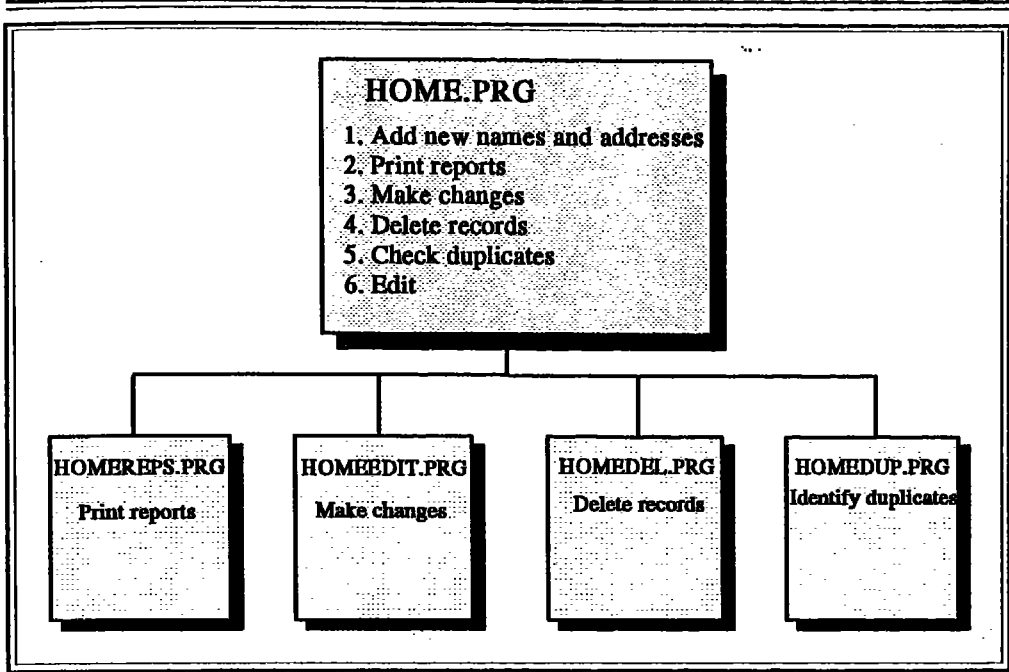 HOME.PRG
1. Add new names and addresses
2. Print reports
3. Make changes
4. Delete records
5. Check duplicates
6. Edit
HOMEREPS.PRG
Print reports
HOMEEDIT.PRG
Make changes
HOMEDEL.PRG
Delete records
HOMEDUP.PRG
Identify duplicates